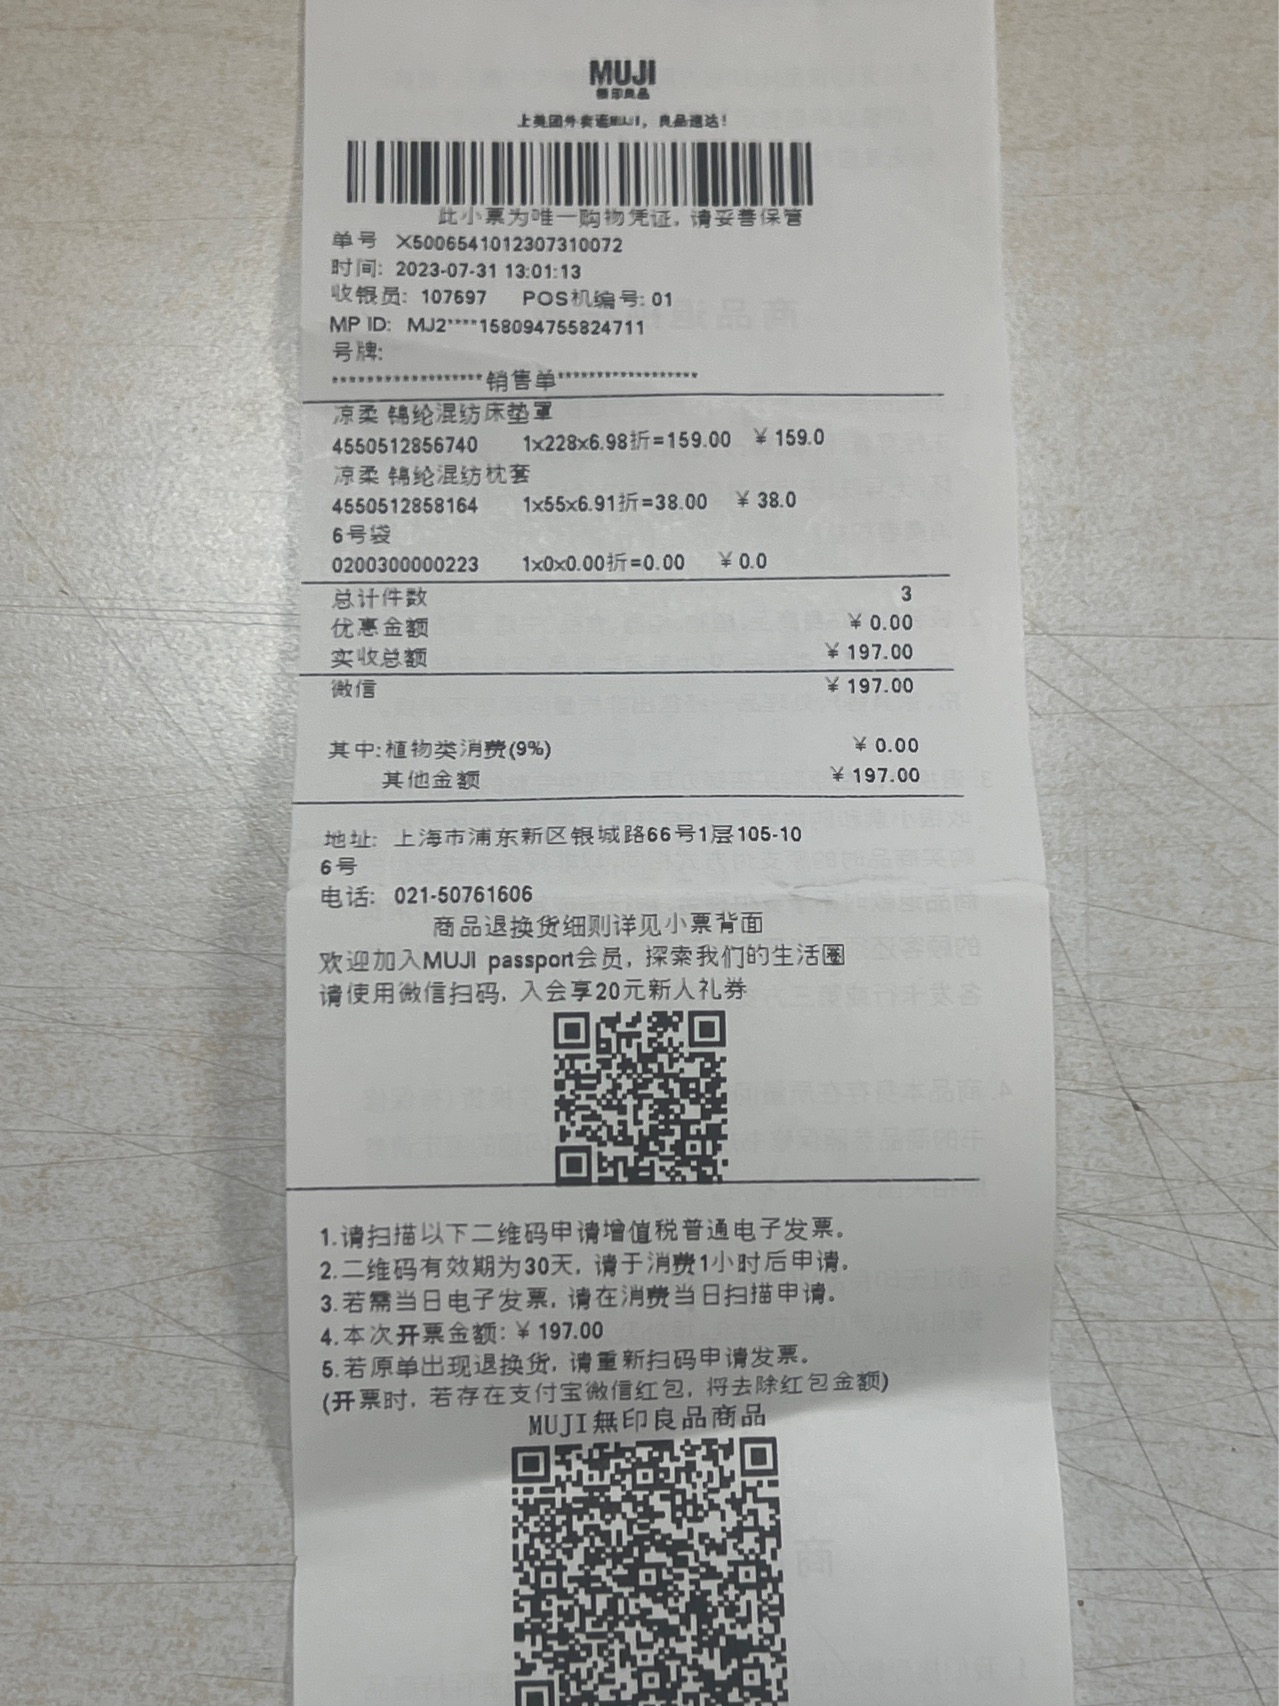 MUJI
無印良品
上美团外卖逛MUJI，良品速达！
此小票为唯一购物凭证，请妥善保管
单号 X5006541012307310072
时间: 2023-07-31 13:01:13
收银员: 107697 POS机编号: 01
MP ID: MJ2****158094755824711
号牌:
******************销售单******************
凉柔 锦纶混纺床垫罩
4550512856740 1x228x6.98折=159.00 ￥159.0
凉柔 锦纶混纺枕套
4550512858164 1x55x6.91折=38.00 ￥38.0
6号袋
0200300000223 1x0x0.00折=0.00 ￥0.0
总计件数 3
优惠金额 ￥0.00
实收总额 ￥197.00
微信 ￥197.00
其中:植物类消费(9%) ￥0.00
其他金额 ￥197.00
地址: 上海市浦东新区银城路66号1层105-10
6号
电话: 021-50761606
商品退换货细则详见小票背面
欢迎加入MUJI passport会员, 探索我们的生活圈
请使用微信扫码, 入会享20元新人礼券
1.请扫描以下二维码申请增值税普通电子发票。
2.二维码有效期为30天, 请于消费1小时后申请。
3.若需当日电子发票, 请在消费当日扫描申请。
4.本次开票金额:￥197.00
5.若原单出现退换货, 请重新扫码申请发票。
(开票时, 若存在支付宝微信红包, 将去除红包金额)
MUJI無印良品商品